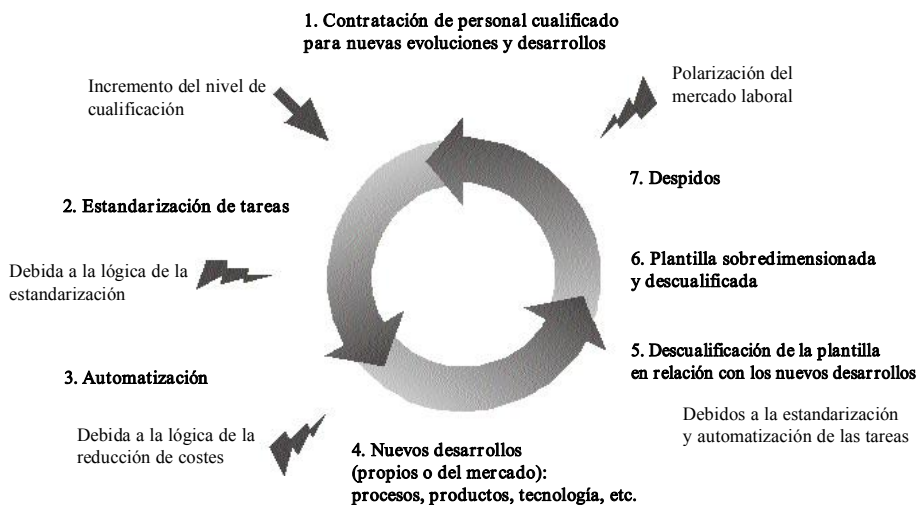 1. Contratación de personal cualificado
para nuevas evoluciones y desarrollos
Incremento del nivel de
cualificación
Polarización del
mercado laboral
2. Estandarización de tareas
Debida a la lógica de la
estandarización
3. Automatización
Debida a la lógica de la
reducción de costes
4. Nuevos desarrollos
(propios o del mercado):
procesos, productos, tecnología, etc.
7. Despidos
6. Plantilla sobredimensionada
y descualificada
5. Descualificación de la plantilla
en relación con los nuevos desarrollos
Debidos a la estandarización
y automatización de las tareas